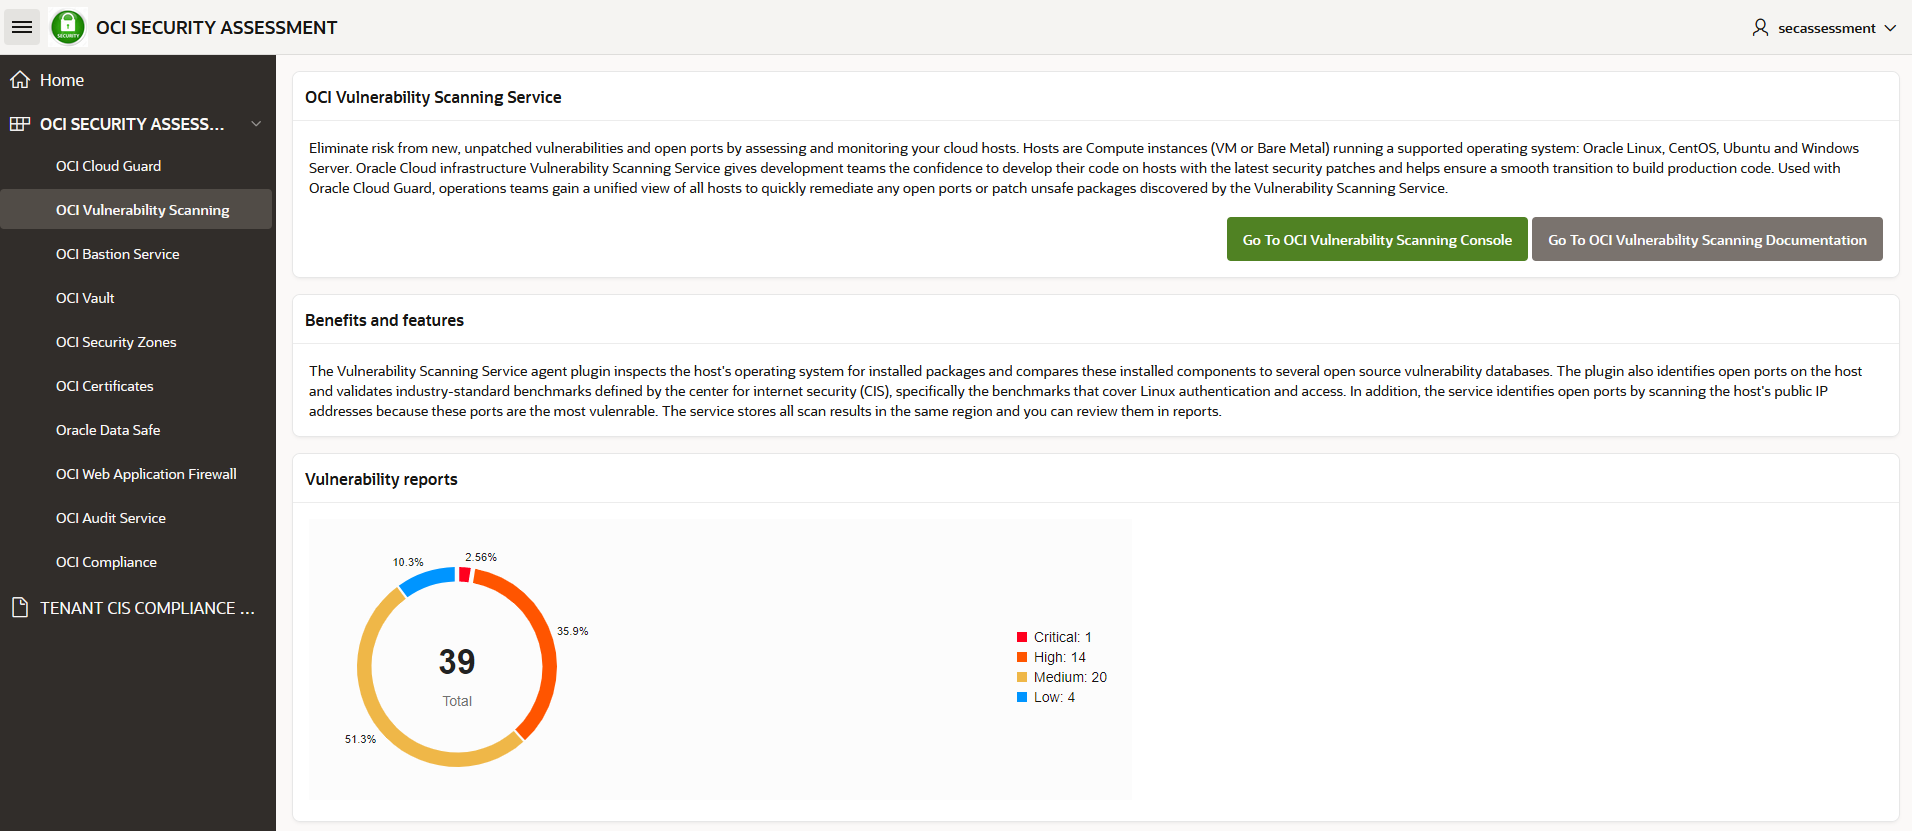 SECURITY
OCI SECURITY ASSESSMENT
secassessment
Home
OCI SECURITY ASSESS...
OCI Cloud Guard
OCI Vulnerability Scanning
OCI Bastion Service
OCI Vault
OCI Security Zones
OCI Certificates
Oracle Data Safe
OCI Web Application Firewall
OCI Audit Service
OCI Compliance
TENANT CIS COMPLIANCE ...
OCI Vulnerability Scanning Service
Eliminate risk from new, unpatched vulnerabilities and open ports by assessing and monitoring your cloud hosts. Hosts are Compute instances (VM or Bare Metal) running a supported operating system: Oracle Linux, CentOS, Ubuntu and Windows
Server. Oracle Cloud infrastructure Vulnerability Scanning Service gives development teams the confidence to develop their code on hosts with the latest security patches and helps ensure a smooth transition to build production code. Used with
Oracle Cloud Guard, operations teams gain a unified view of all hosts to quickly remediate any open ports or patch unsafe packages discovered by the Vulnerability Scanning Service.
Go To OCI Vulnerability Scanning Console
Go To OCI Vulnerability Scanning Documentation
Benefits and features
The Vulnerability Scanning Service agent plugin inspects the host's operating system for installed packages and compares these installed components to several open source vulnerability databases. The plugin also identifies open ports on the host
and validates industry-standard benchmarks defined by the center for internet security (CIS), specifically the benchmarks that cover Linux authentication and access. In addition, the service identifies open ports by scanning the host's public IP
addresses because these ports are the most vulenrable. The service stores all scan results in the same region and you can review them in reports.
Vulnerability reports
10.3%
2.56%
35.9%
51.3%
39
Total
Critical: 1
High: 14
Medium: 20
Low: 4